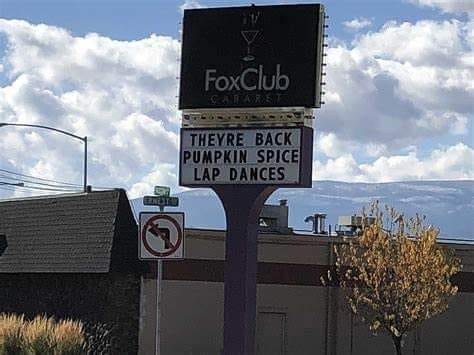 FoxClub
CABARET
THEYRE BACK
PUMPKIN SPICE
LAP DANCES